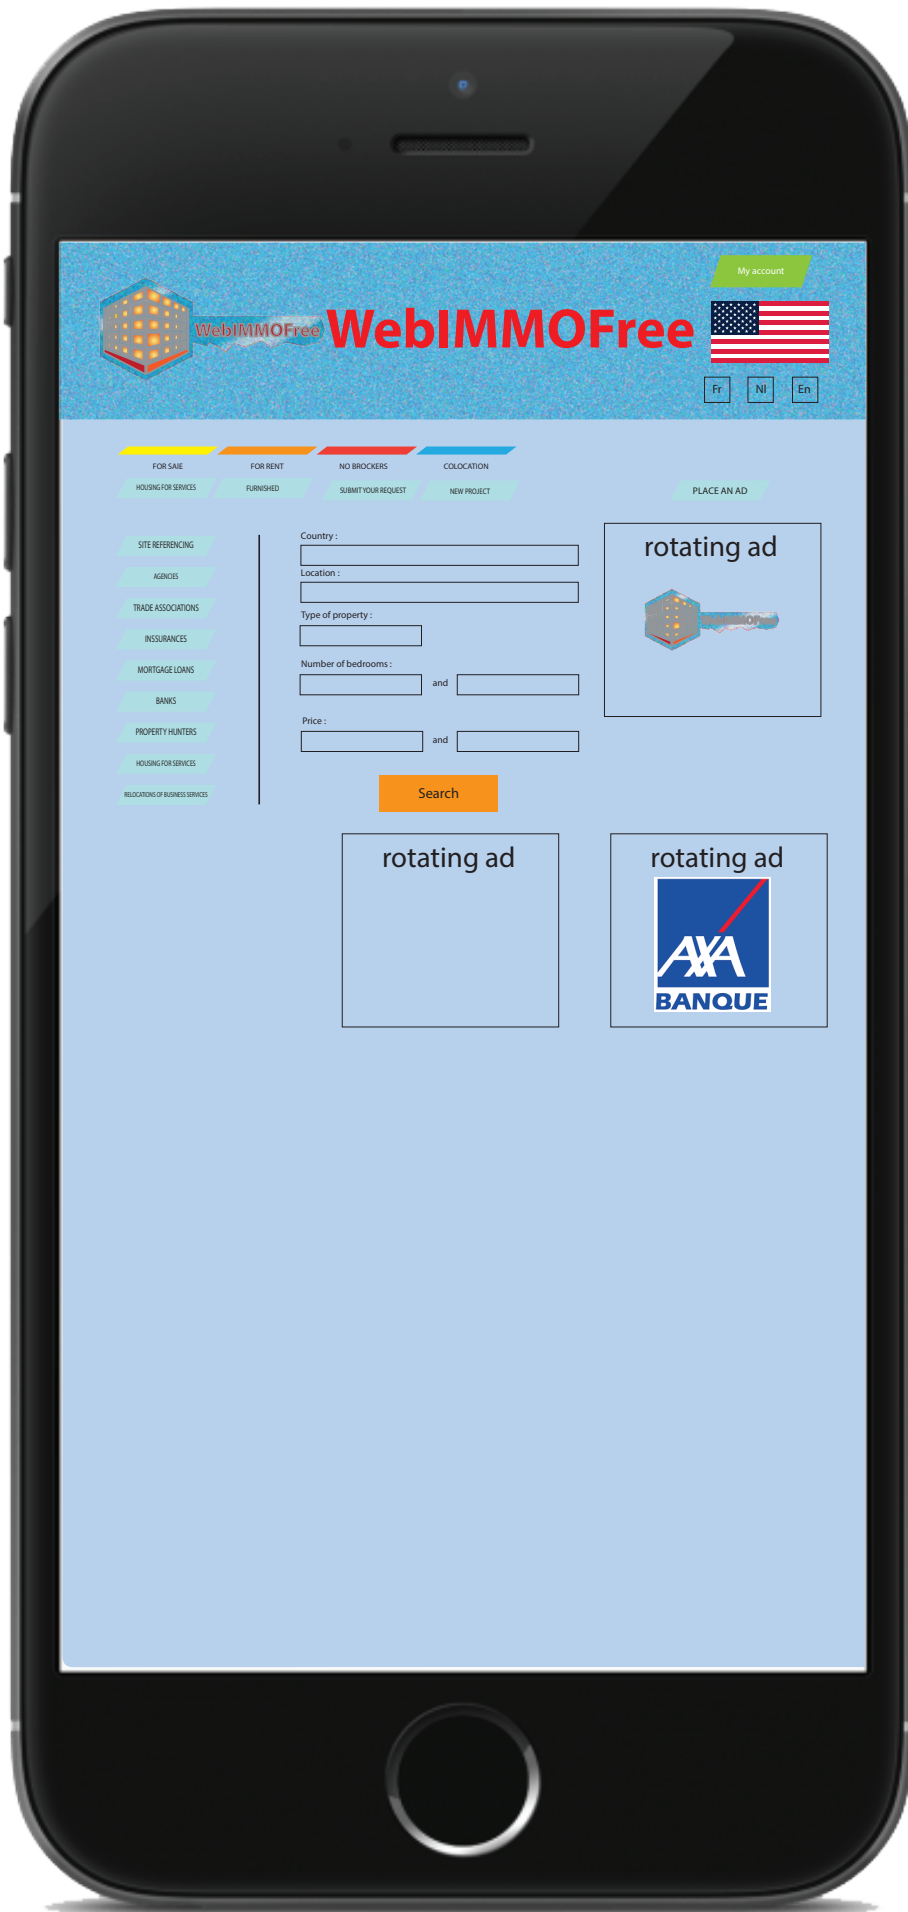 My account
WebIMMOFree
WebIMMOFree
Fr Nl En
FOR SAlE FOR RENT NO BROCKERS COLOCATION
HOUSING FOR SERVICES FURNISHED SUBMIT YOUR REQUEST NEW PROJECT PLACE AN AD
SITE REFERENCING
AGENCIES
TRADE ASSOCIATIONS
INSSURANCES
MORTGAGE LOANS
BANKS
PROPERTY HUNTERS
HOUSING FOR SERVICES
RELOCATIONS OF BUSINESS SERVICES
Country :
Location :
Type of property :
Number of bedrooms :
and
Price :
and
Search
rotating ad
WebIMMOFree
rotating ad
rotating ad
AXA
BANQUE